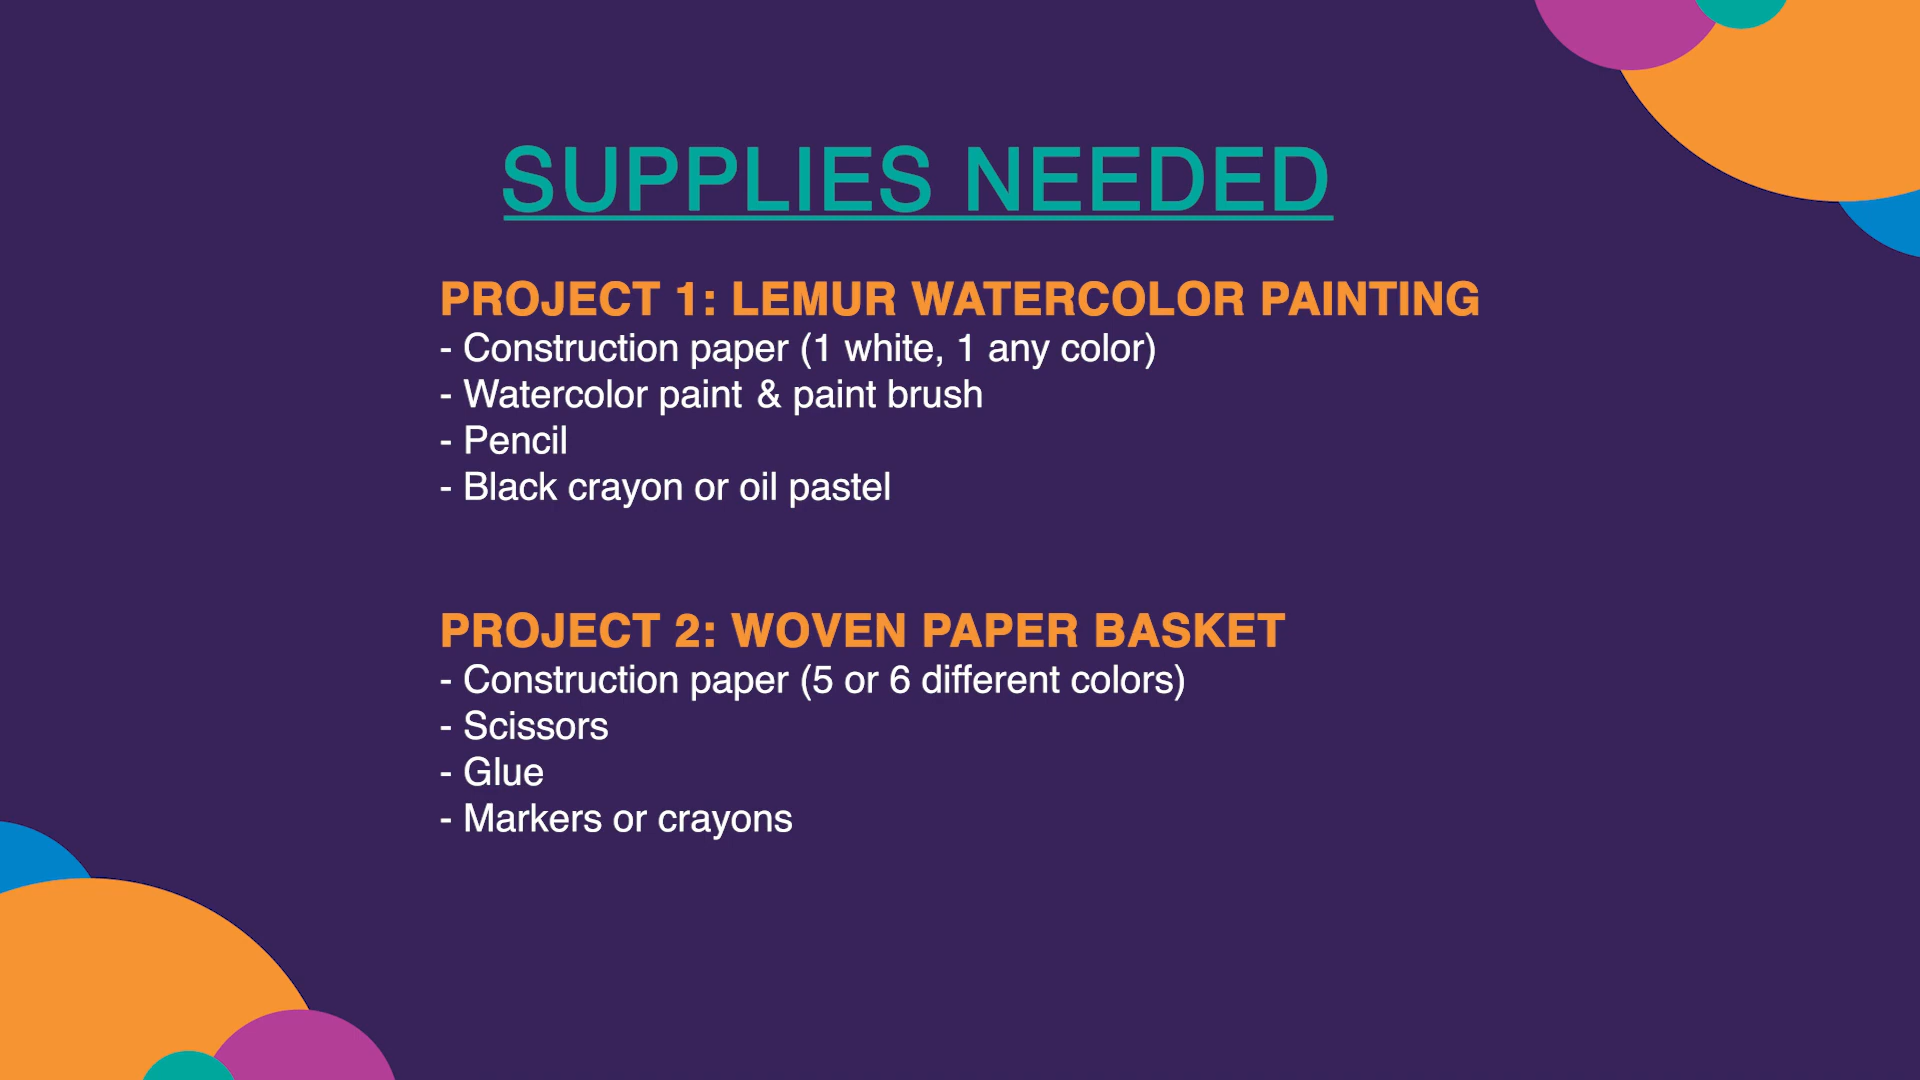 SUPPLIES NEEDED
PROJECT 1: LEMUR WATERCOLOR PAINTING
- Construction paper (1 white, 1 any color)
- Watercolor paint & paint brush
- Pencil
- Black crayon or oil pastel
PROJECT 2: WOVEN PAPER BASKET
- Construction paper (5 or 6 different colors)
- Scissors
- Glue
- Markers or crayons